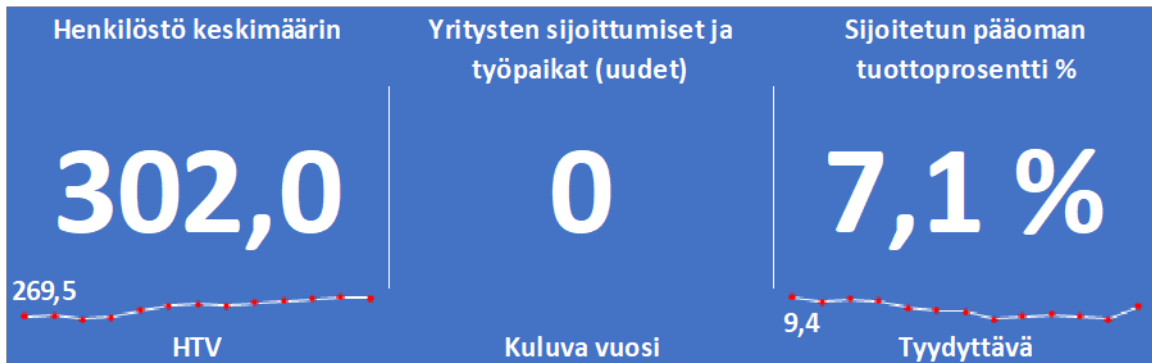 Henkilöstö keskimäärin
302,0
269,5
HTV
Yritysten sijoittumiset ja
työpaikat (uudet)
0
Kuluva vuosi
Sijoitetun pääoman
tuottoprosentti %
7,1 %
9,4
Tyydyttävä